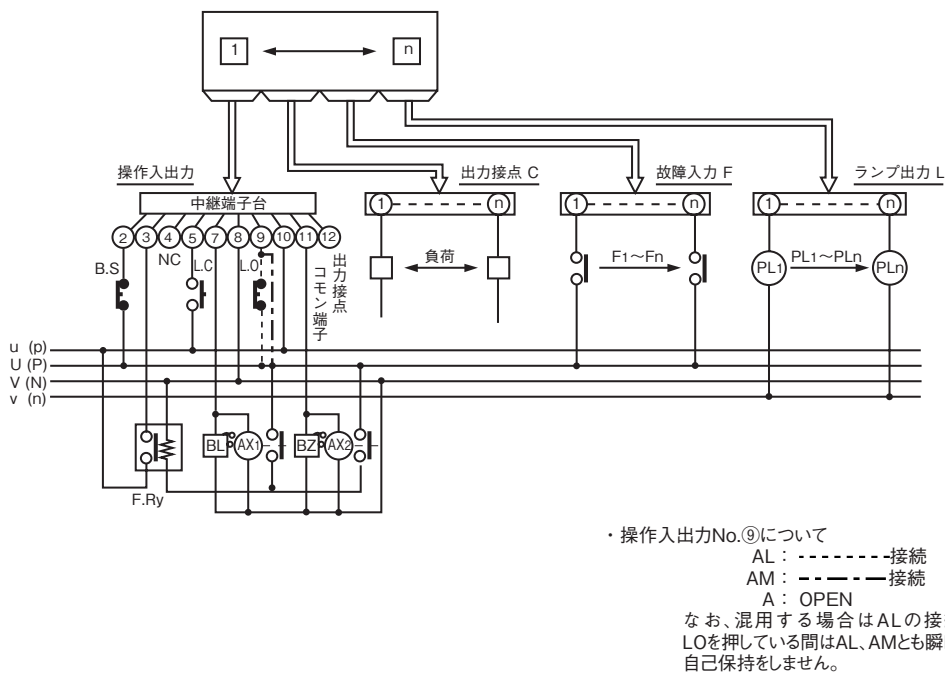 1
n
操作入出力
出力接点 C
故障入力 F
ランプ出力 L
中継端子台
1
n
1
n
1
n
2 3 4 5 7 8 9 10 11 12
NC
B.S
L.C
L.O
出力接点
コモン端子
負荷
F1～Fn
PL1
PL1～PLn
PLn
u (p)
U (P)
V (N)
v (n)
BL
AX1
BZ
AX2
F.Ry
・操作入出力No.⑨について
AL： 接続
AM： 接続
A： OPEN
なお、混用する場合はALの接
LOを押している間はAL、AMとも瞬
自己保持をしません。